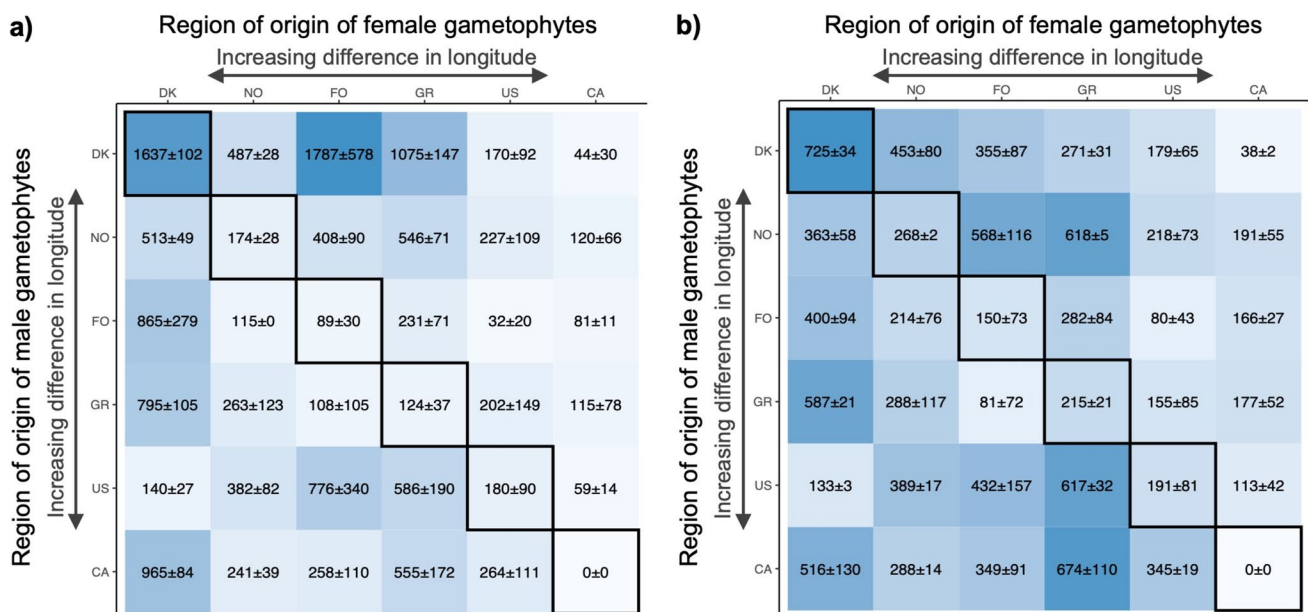 a)
Region of origin of female gametophytes
Increasing difference in longitude
DK NO FO GR US CA
Region of origin of male gametophytes
Increasing difference in longitude
DK 1637±102 487±28 1787±578 1075±147 170±92 44±30
NO 513±49 174±28 408±90 546±71 227±109 120±66
FO 865±279 115±0 89±30 231±71 32±20 81±11
GR 795±105 263±123 108±105 124±37 202±149 115±78
US 140±27 382±82 776±340 586±190 180±90 59±14
CA 965±84 241±39 258±110 555±172 264±111 0±0
b)
Region of origin of female gametophytes
Increasing difference in longitude
DK NO FO GR US CA
Region of origin of male gametophytes
Increasing difference in longitude
DK 725±34 453±80 355±87 271±31 179±65 38±2
NO 363±58 268±2 568±116 618±5 218±73 191±55
FO 400±94 214±76 150±73 282±84 80±43 166±27
GR 587±21 288±117 81±72 215±21 155±85 177±52
US 133±3 389±17 432±157 617±32 191±81 113±42
CA 516±130 288±14 349±91 674±110 345±19 0±0